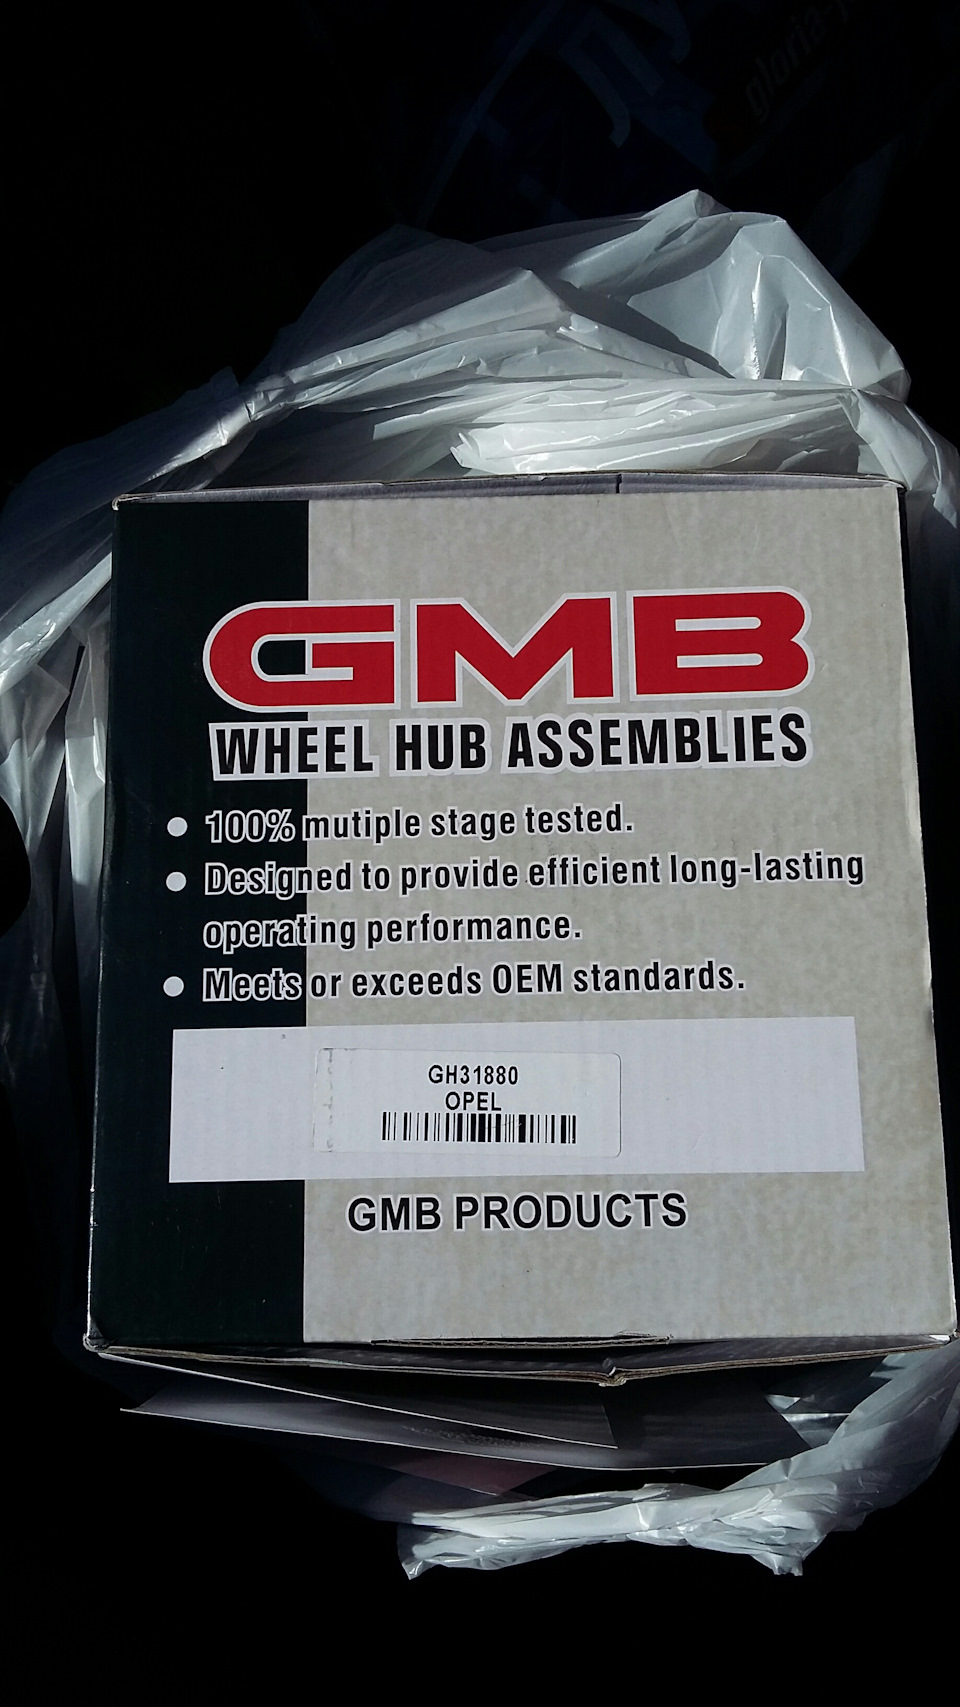 GMB
WHEEL HUB ASSEMBLIES
● 100% mutiple stage tested.
● Designed to provide efficient long-lasting
operating performance.
● Meets or exceeds OEM standards.
GH31880
OPEL
GMB PRODUCTS